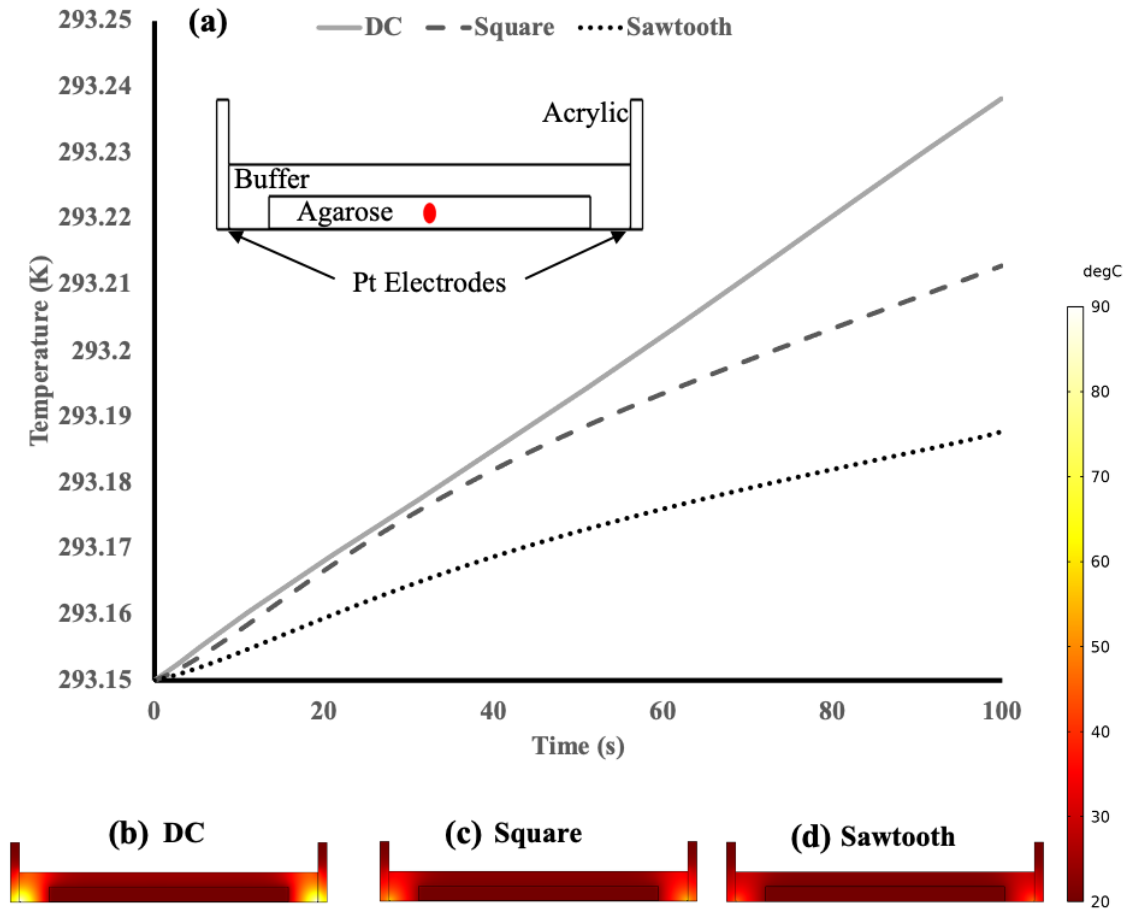 293.25
(a)
DC
Square
Sawtooth
293.24
Acrylic
293.23
Buffer
293.22
Agarose
293.21
Pt Electrodes
degC
90
Temperature (K)
293.2
80
293.19
70
293.18
60
293.17
50
293.16
40
293.15
0
20
40
60
80
100
30
Time (s)
(b) DC
(c) Square
(d) Sawtooth
20